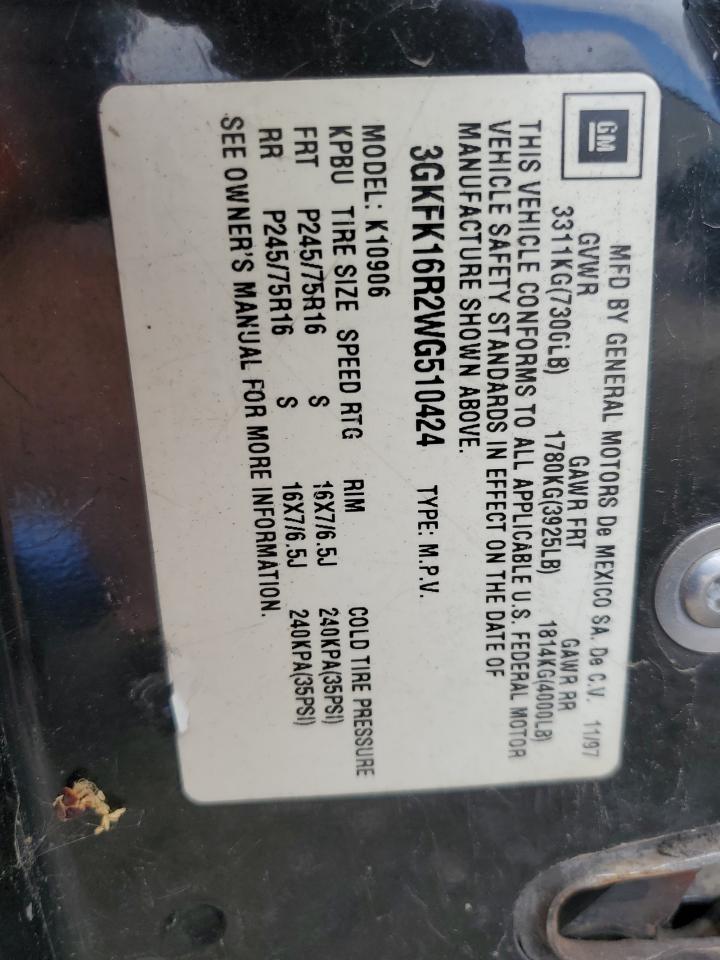 GM
MFD BY GENERAL MOTORS De MEXICO SA. De C.V. 11/97
GVWR GAWR FRT GAWR RR
3311KG(7300LB) 1780KG(3925LB) 1814KG(4000LB)
THIS VEHICLE CONFORMS TO ALL APPLICABLE U.S. FEDERAL MOTOR
VEHICLE SAFETY STANDARDS IN EFFECT ON THE DATE OF
MANUFACTURE SHOWN ABOVE.
3GKFK16R2WG510424 TYPE: M.P.V.
MODEL: K10906
KPBU TIRE SIZE SPEED RTG RIM COLD TIRE PRESSURE
FRT P245/75R16 S 16X7/6.5J 240KPA(35PSI)
RR P245/75R16 S 16X7/6.5J 240KPA(35PSI)
SEE OWNER'S MANUAL FOR MORE INFORMATION.